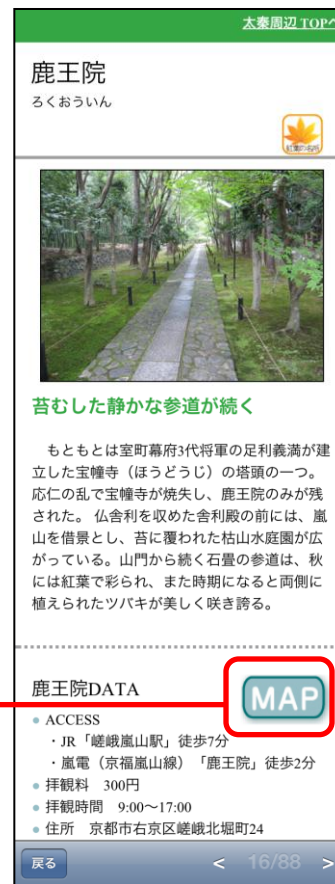 太秦周辺 TOPへ
鹿王院
ろくおういん
紅葉の名所
苔むした静かな参道が続く
もともとは室町幕府3代将軍の足利義満が建
立した宝幢寺（ほうどうじ）の塔頭の一つ。
応仁の乱で宝幢寺が焼失し、鹿王院のみが残
された。 仏舎利を収めた舎利殿の前には、嵐
山を借景とし、苔に覆われた枯山水庭園が広
がっている。山門から続く石畳の参道は、秋
には紅葉で彩られ、また時期になると両側に
植えられたツバキが美しく咲き誇る。
鹿王院DATA
MAP
● ACCESS
・JR「嵯峨嵐山駅」徒歩7分
・嵐電（京福嵐山線）「鹿王院」徒歩2分
● 拝観料　300円
● 拝観時間　9:00〜17:00
● 住所　京都市右京区嵯峨北堀町24
戻る
< 16/88 >